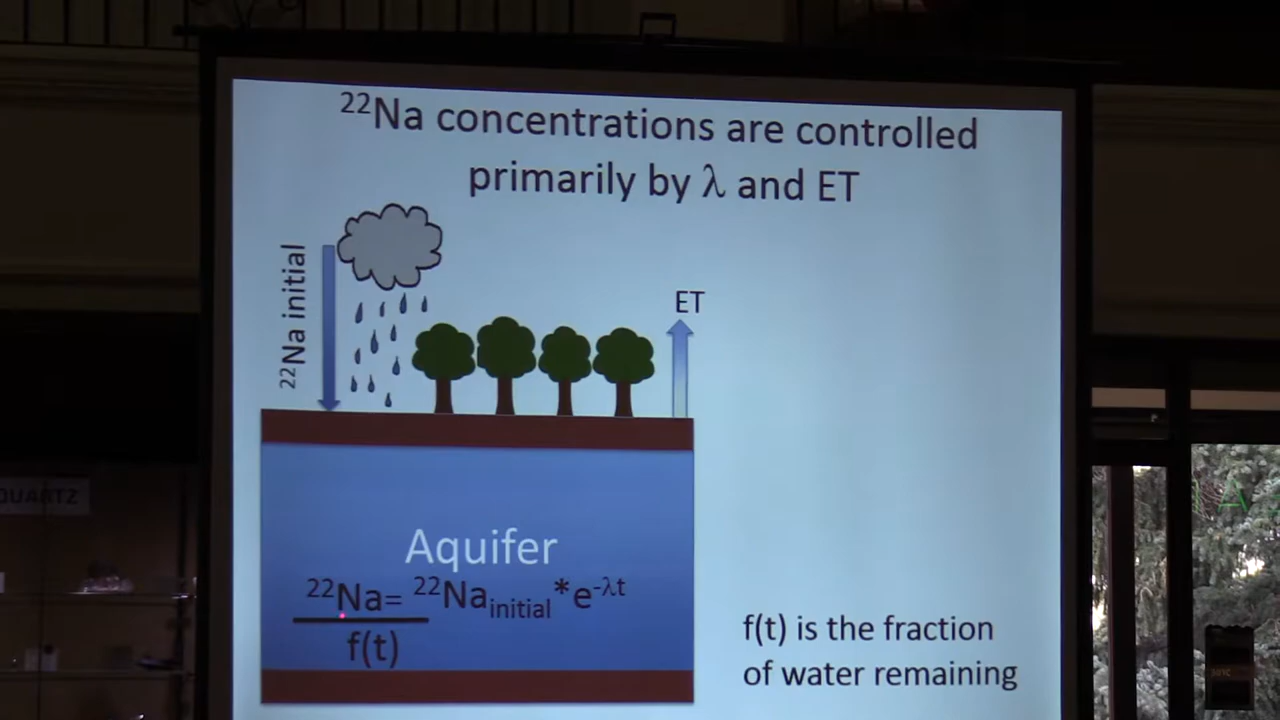 ²²Na concentrations are controlled
primarily by λ and ET
²²Na initial
ET
Aquifer
²²Na= ²²Na_initial*e^-λt
f(t)
f(t) is the fraction
of water remaining
QUARTZ